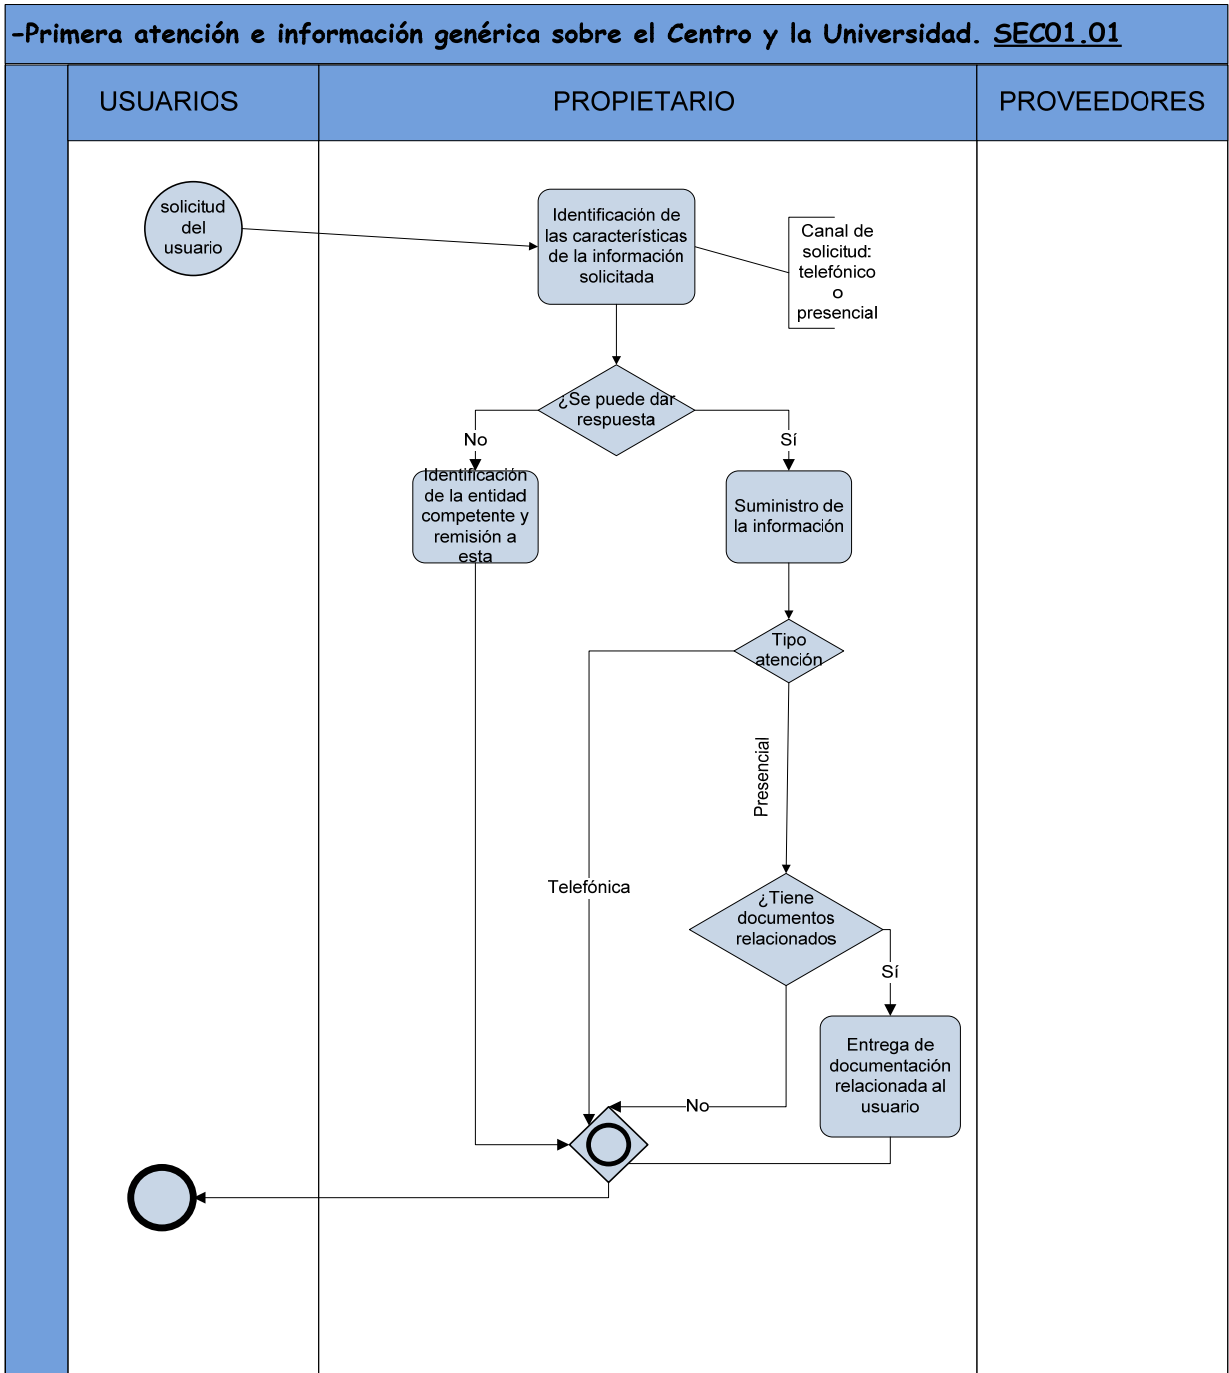 -Primera atención e información genérica sobre el Centro y la Universidad. SEC01.01
USUARIOS
PROPIETARIO
PROVEEDORES
solicitud
del
usuario
Identificación de
las características
de la información
solicitada
Canal de
solicitud:
telefónico
o
presencial
¿Se puede dar
respuesta
No
Sí
Identificación
de la entidad
competente y
remisión a
esta
Suministro de
la información
Tipo
atención
Presencial
Telefónica
¿Tiene
documentos
relacionados
Sí
Entrega de
documentación
relacionada al
usuario
No